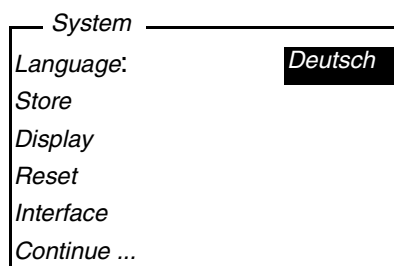 System
Language: Deutsch
Store
Display
Reset
Interface
Continue ...